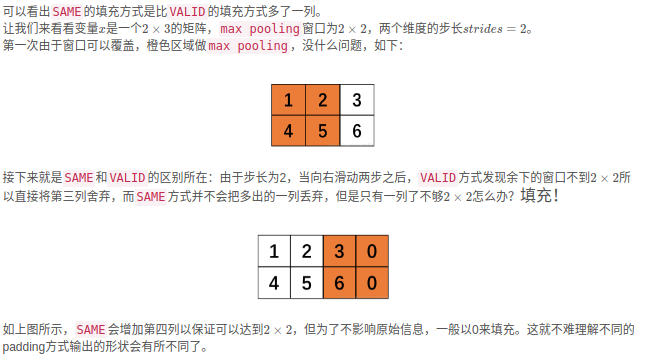 可以看出SAME的填充方式是比VALID的填充方式多了一列。
让我们来看看变量x是一个2 × 3的矩阵，max pooling窗口为2 × 2，两个维度的步长strides = 2。
第一次由于窗口可以覆盖，橙色区域做max pooling，没什么问题，如下：
1 2 3
4 5 6
接下来就是SAME和VALID的区别所在：由于步长为2，当向右滑动两步之后，VALID方式发现余下的窗口不到2 × 2所
以直接将第三列舍弃，而SAME方式并不会把多出的一列丢弃，但是只有一列了不够2 × 2怎么办？填充！
1 2 3 0
4 5 6 0
如上图所示，SAME会增加第四列以保证可以达到2 × 2，但为了不影响原始信息，一般以0来填充。这就不难理解不同的
padding方式输出的形状会有所不同了。